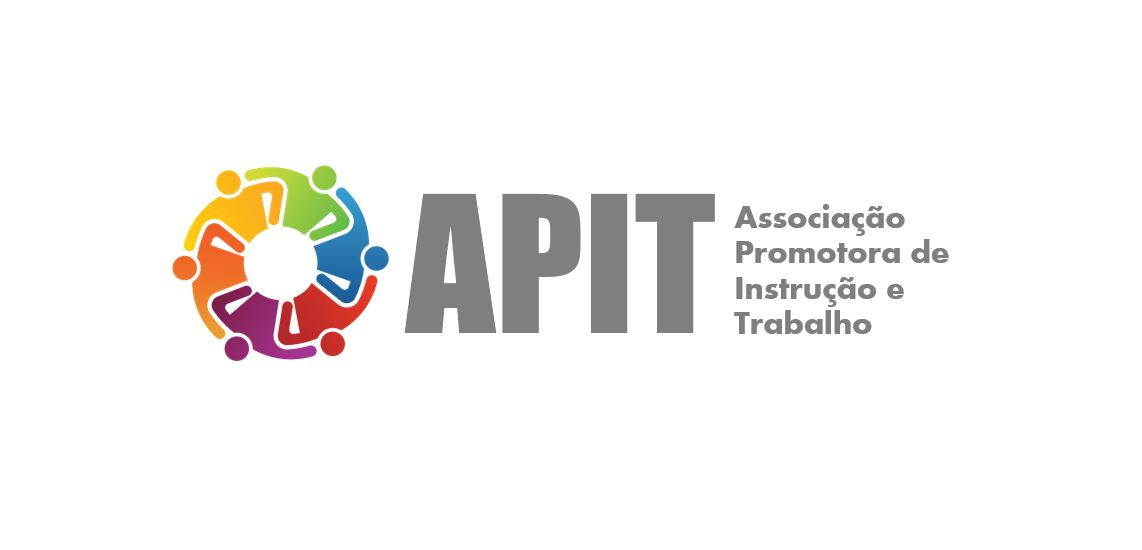 APIT
Associação
Promotora de
Instrução e
Trabalho